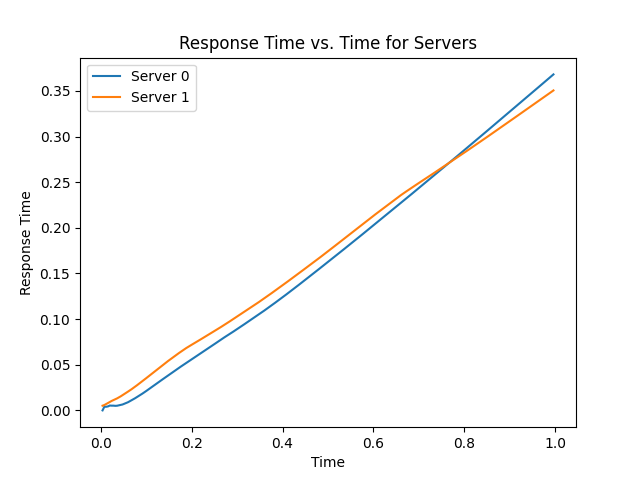 Response Time vs. Time for Servers
Server 0
Server 1
Response Time
0.35
0.30
0.25
0.20
0.15
0.10
0.05
0.00
0.0 0.2 0.4 0.6 0.8 1.0
Time